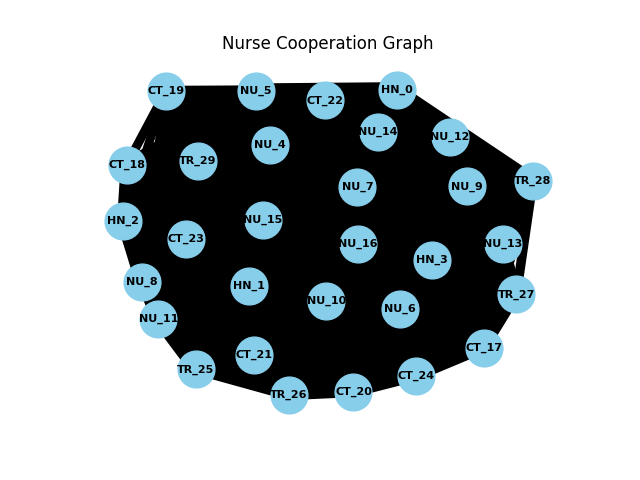 Nurse Cooperation Graph
CT_19
NU_5
CT_22
HN_0
NU_14
NU_12
NU_4
TR_29
CT_18
TR_28
NU_7
NU_9
HN_2
NU_15
CT_23
NU_16
NU_13
HN_3
NU_8
HN_1
TR_27
NU_10
NU_6
NU_11
CT_17
CT_21
TR_25
CT_24
CT_20
TR_26